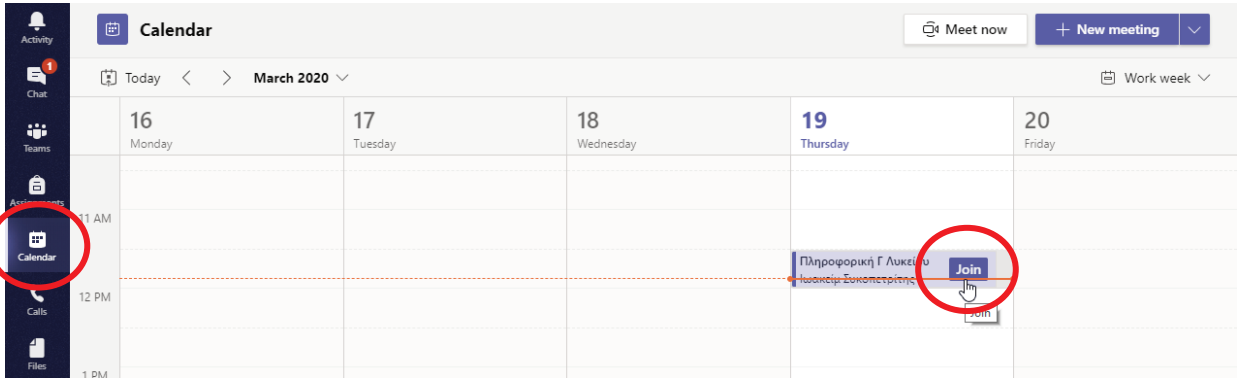 Activity
Calendar
Meet now
New meeting
1
Chat
Today
March 2020
Work week
Teams
16
Monday
17
Tuesday
18
Wednesday
19
Thursday
20
Friday
Assignments
11 AM
Calendar
Πληροφορική Γ Λυκείου
Ιωακείμ Συκοπετρίτης
Join
12 PM
Calls
Join
Files
1 PM